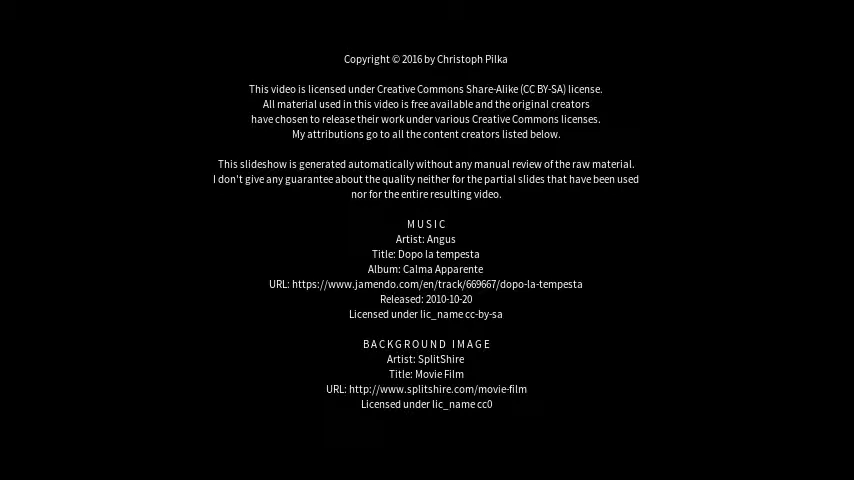 Copyright © 2016 by Christoph Pilka
This video is licensed under Creative Commons Share-Alike (CC BY-SA) license.
All material used in this video is free available and the original creators
have chosen to release their work under various Creative Commons licenses.
My attributions go to all the content creators listed below.
This slideshow is generated automatically without any manual review of the raw material.
I don't give any guarantee about the quality neither for the partial slides that have been used
nor for the entire resulting video.
MUSIC
Artist: Angus
Title: Dopo la tempesta
Album: Calma Apparente
URL: https://www.jamendo.com/en/track/669667/dopo-la-tempesta
Released: 2010-10-20
Licensed under lic_name cc-by-sa
BACKGROUND IMAGE
Artist: SplitShire
Title: Movie Film
URL: http://www.splitshire.com/movie-film
Licensed under lic_name cc0